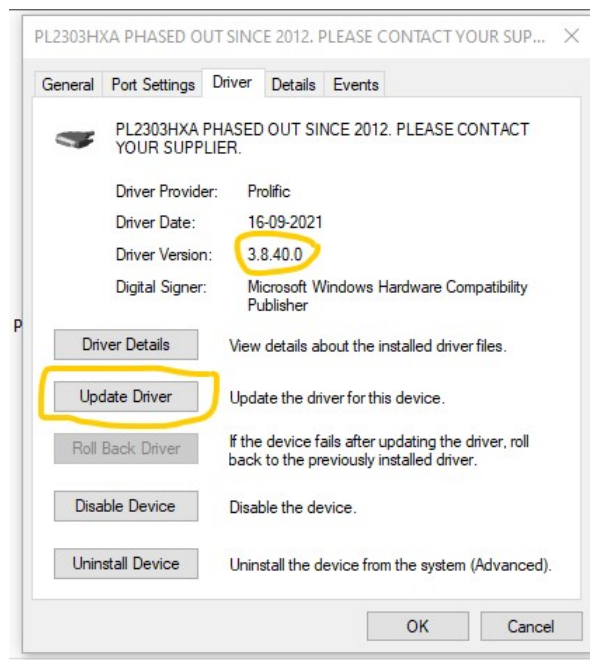 PL2303HXA PHASED OUT SINCE 2012. PLEASE CONTACT YOUR SUP...
General Port Settings Driver Details Events
PL2303HXA PHASED OUT SINCE 2012. PLEASE CONTACT
YOUR SUPPLIER.
Driver Provider: Prolific
Driver Date: 16-09-2021
Driver Version: 3.8.40.0
Digital Signer: Microsoft Windows Hardware Compatibility
Publisher
P
Driver Details View details about the installed driver files.
Update Driver Update the driver for this device.
Roll Back Driver If the device fails after updating the driver, roll
back to the previously installed driver.
Disable Device Disable the device.
Uninstall Device Uninstall the device from the system (Advanced).
OK Cancel